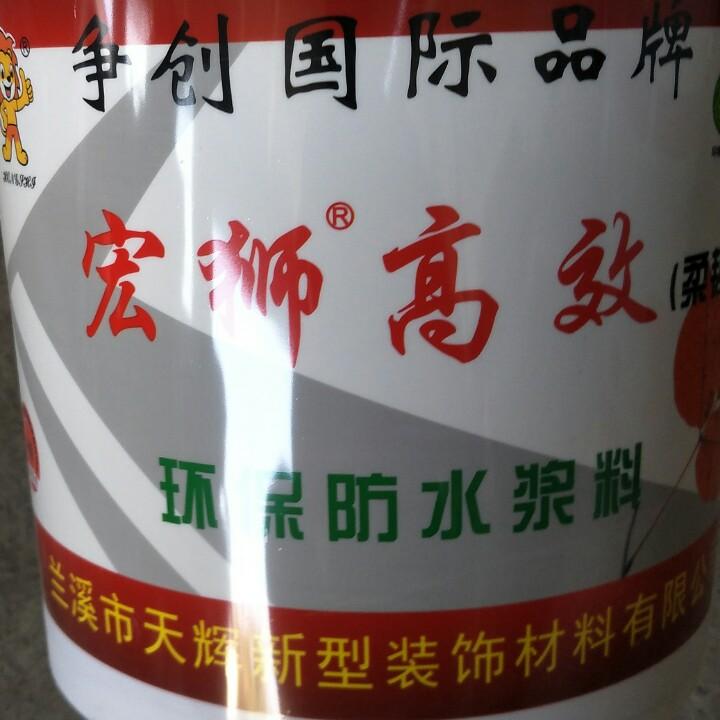 争创国际品牌
宏狮®高效
(柔
环保防水浆料
兰溪市天辉新型装饰材料有限公